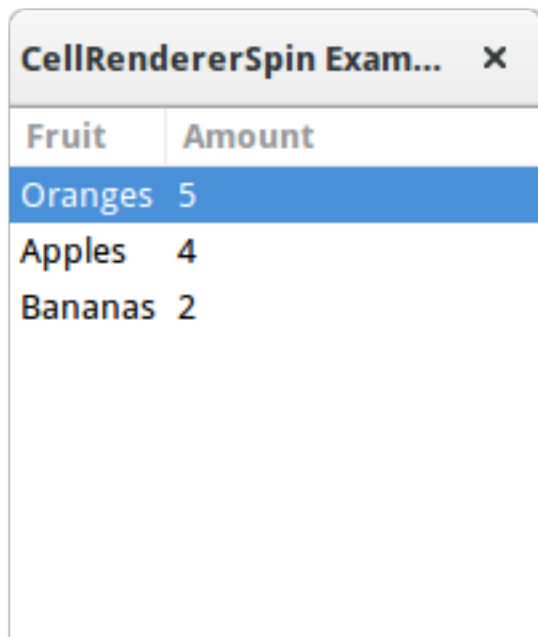 CellRendererSpin Exam...
Fruit Amount
Oranges 5
Apples 4
Bananas 2